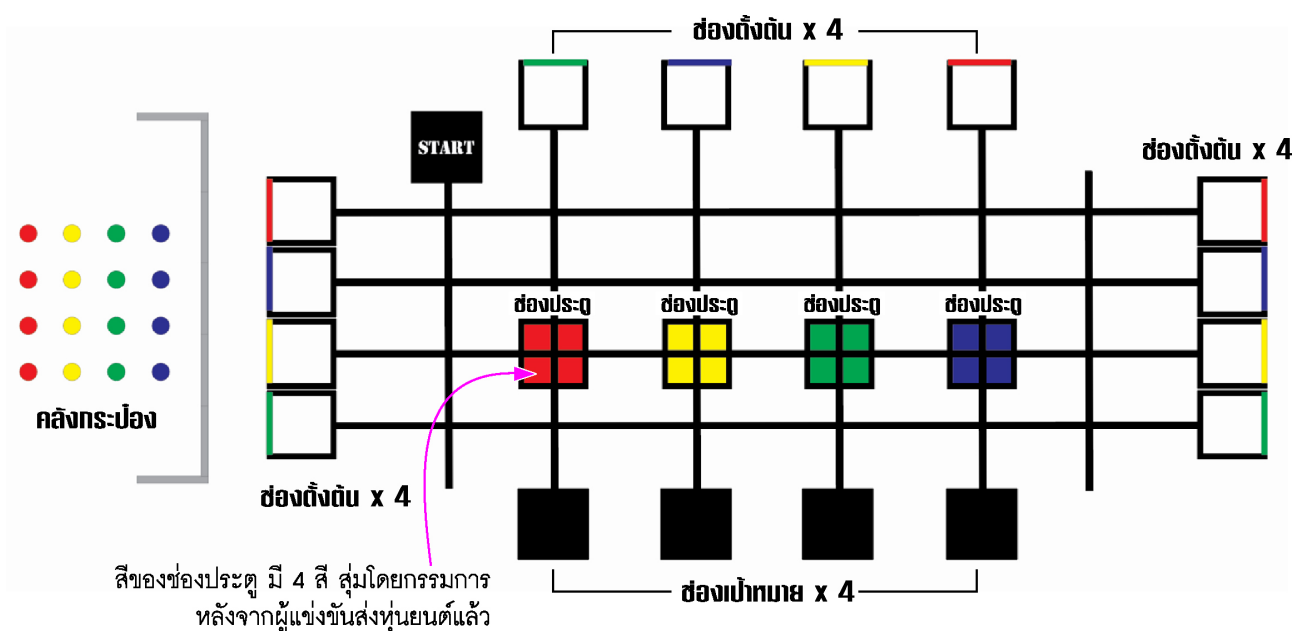 ช่องตั้งต้น x 4
START
ช่องตั้งต้น x 4
ช่องประตู ช่องประตู ช่องประตู ช่องประตู
คลังกระป๋อง
ช่องตั้งต้น x 4
สีของช่องประตู มี 4 สี สุ่มโดยกรรมการ
หลังจากผู้แข่งขันส่งหุ่นยนต์แล้ว
ช่องเป้าหมาย x 4